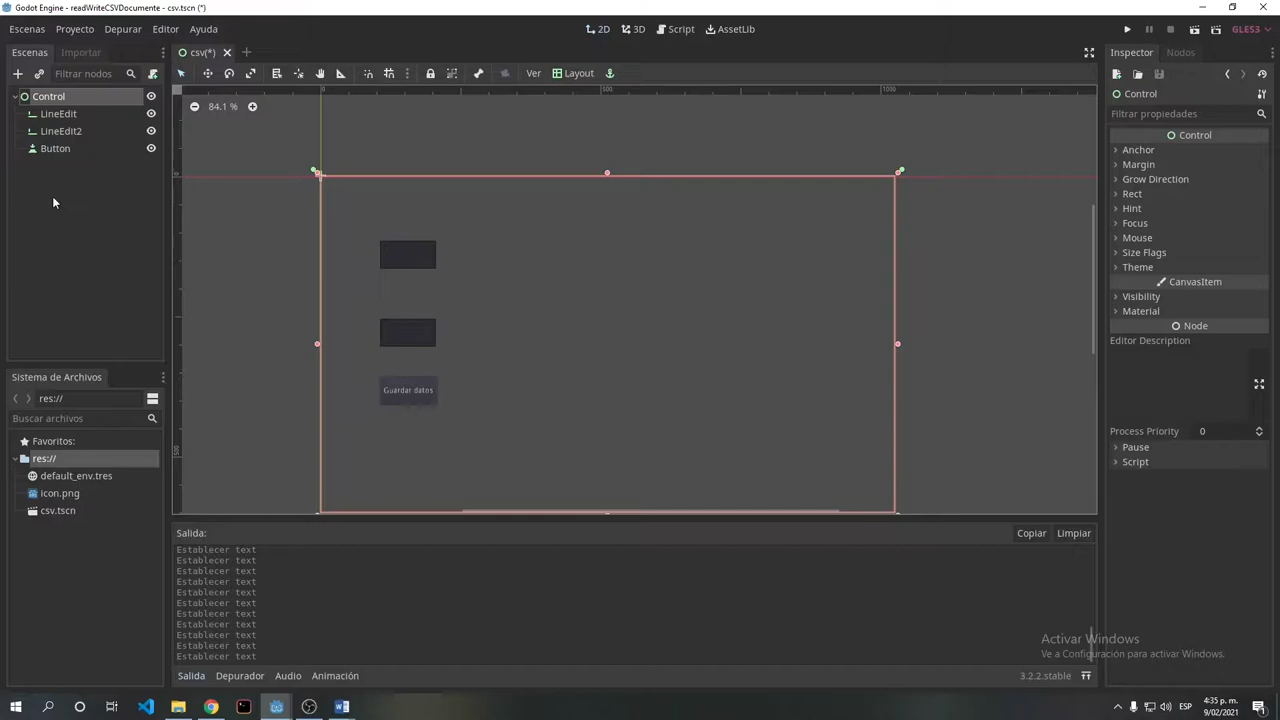 Godot Engine - readWriteCSVDocumente - csv.tscn (*)
Escenas Proyecto Depurar Editor Ayuda
2D 3D Script AssetLib
GLES3
Escenas Importar
csv(*)
Inspector Nodos
Filtrar nodos
Ver Layout
Control
LineEdit
LineEdit2
Button
84.1 %
0 500 1000
0
500
Guardar datos
Control
Filtrar propiedades
Control
Anchor
Margin
Grow Direction
Rect
Hint
Focus
Mouse
Size Flags
Theme
CanvasItem
Visibility
Material
Node
Editor Description
Process Priority 0
Pause
Script
Sistema de Archivos
res://
Buscar archivos
Favoritos:
res://
default_env.tres
icon.png
csv.tscn
Salida:
Copiar Limpiar
Establecer text
Establecer text
Establecer text
Establecer text
Establecer text
Establecer text
Establecer text
Establecer text
Establecer text
Establecer text
Establecer text
Salida Depurador Audio Animación
3.2.2.stable
Activar Windows
Ve a Configuración para activar Windows.
ESP
4:35 p. m.
9/02/2021